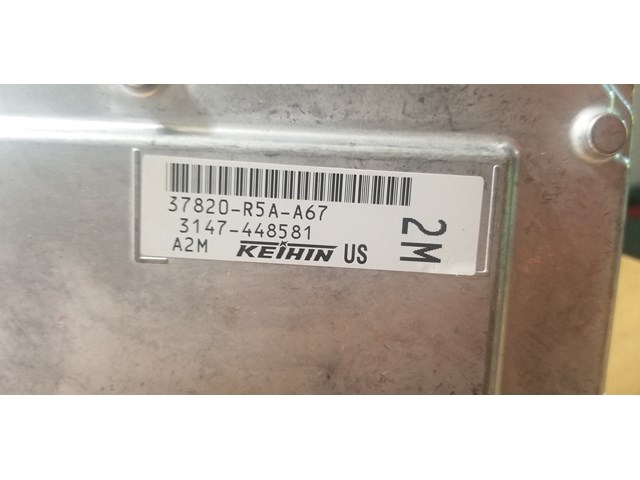 37820-R5A-A67
3147-448581
A2M KEIHIN US
2M